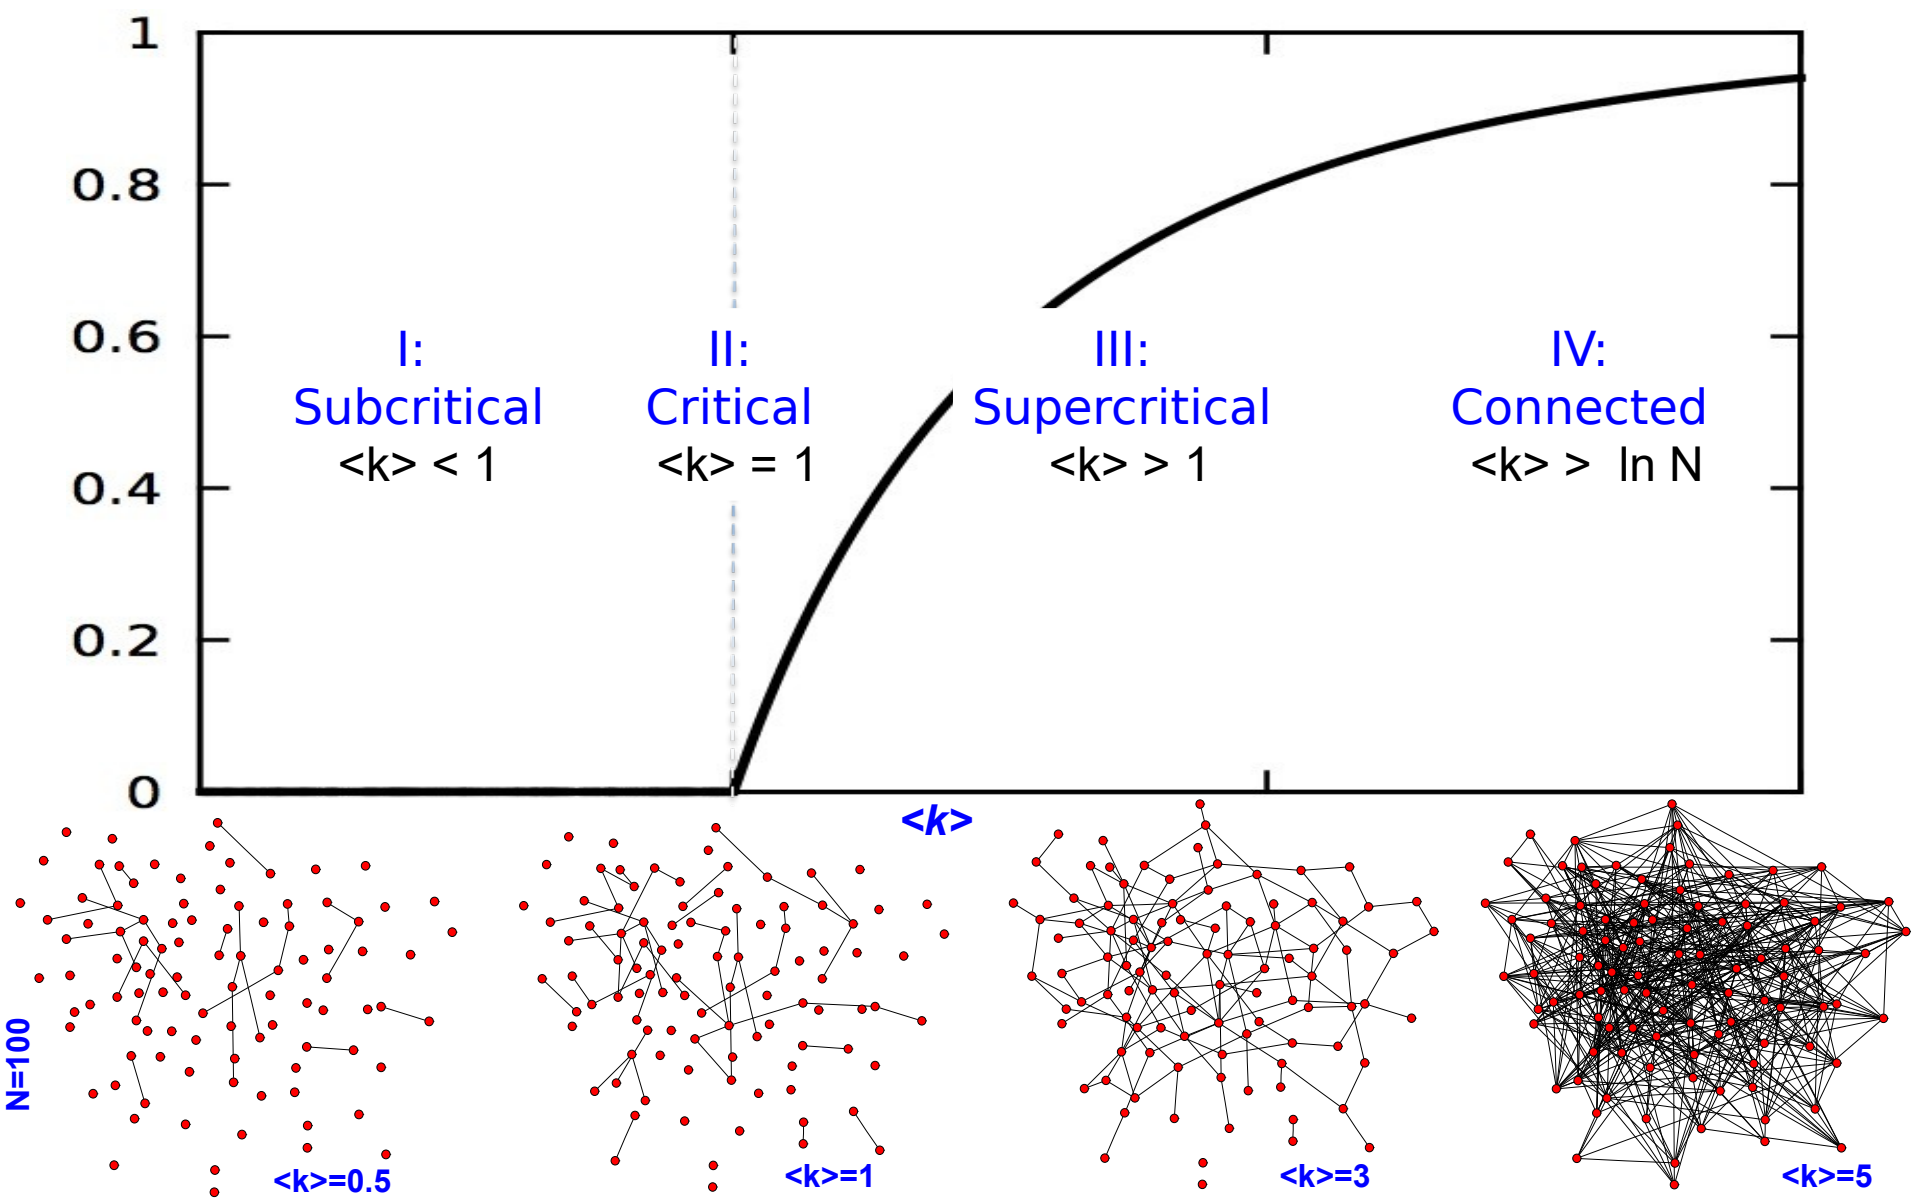 1
0.8
0.6
0.4
0.2
0
I:
Subcritical
<k> < 1
II:
Critical
<k> = 1
III:
Supercritical
<k> > 1
IV:
Connected
<k> > ln N
<k>
N=100
<k>=0.5
<k>=1
<k>=3
<k>=5